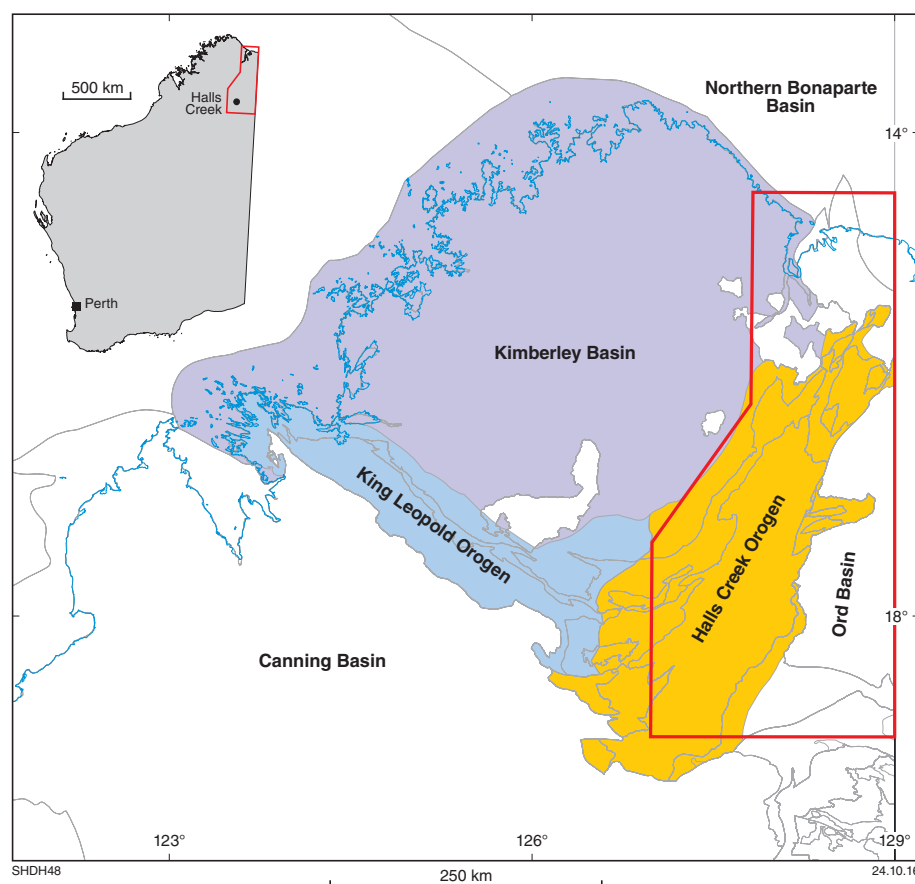 500 km
Halls
Creek
Perth
Northern Bonaparte
Basin
14°
Kimberley Basin
King Leopold Orogen
Halls Creek Orogen
Ord Basin
18°
Canning Basin
123°
126°
129°
SHDH48
250 km
24.10.16